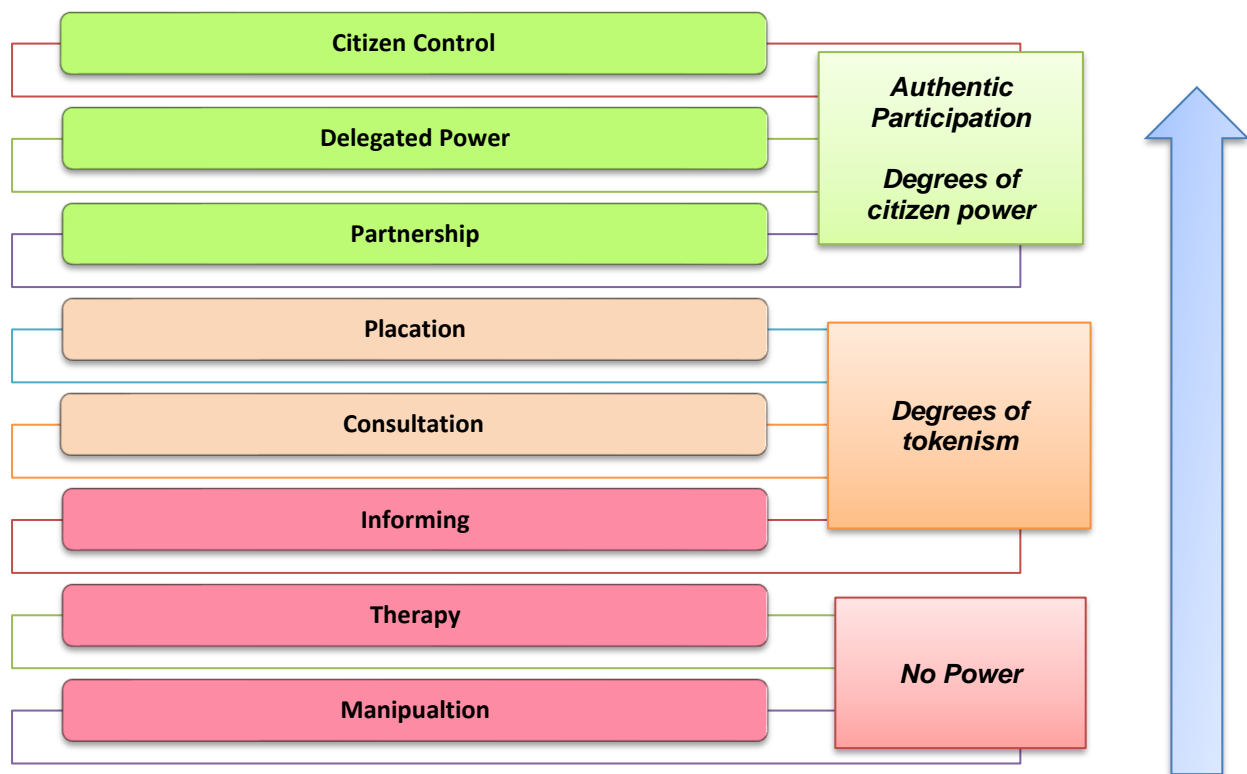 Citizen Control
Authentic
Participation
Delegated Power
Degrees of
citizen power
Partnership
Placation
Consultation
Degrees of
tokenism
Informing
Therapy
No Power
Manipualtion